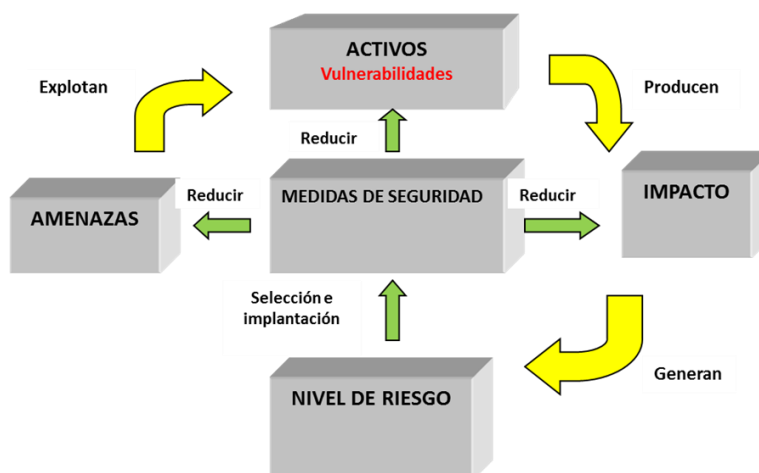 ACTIVOS
Vulnerabilidades
Explotan
Producen
Reducir
AMENAZAS
Reducir
MEDIDAS DE SEGURIDAD
Reducir
IMPACTO
Selección e
implantación
Generan
NIVEL DE RIESGO